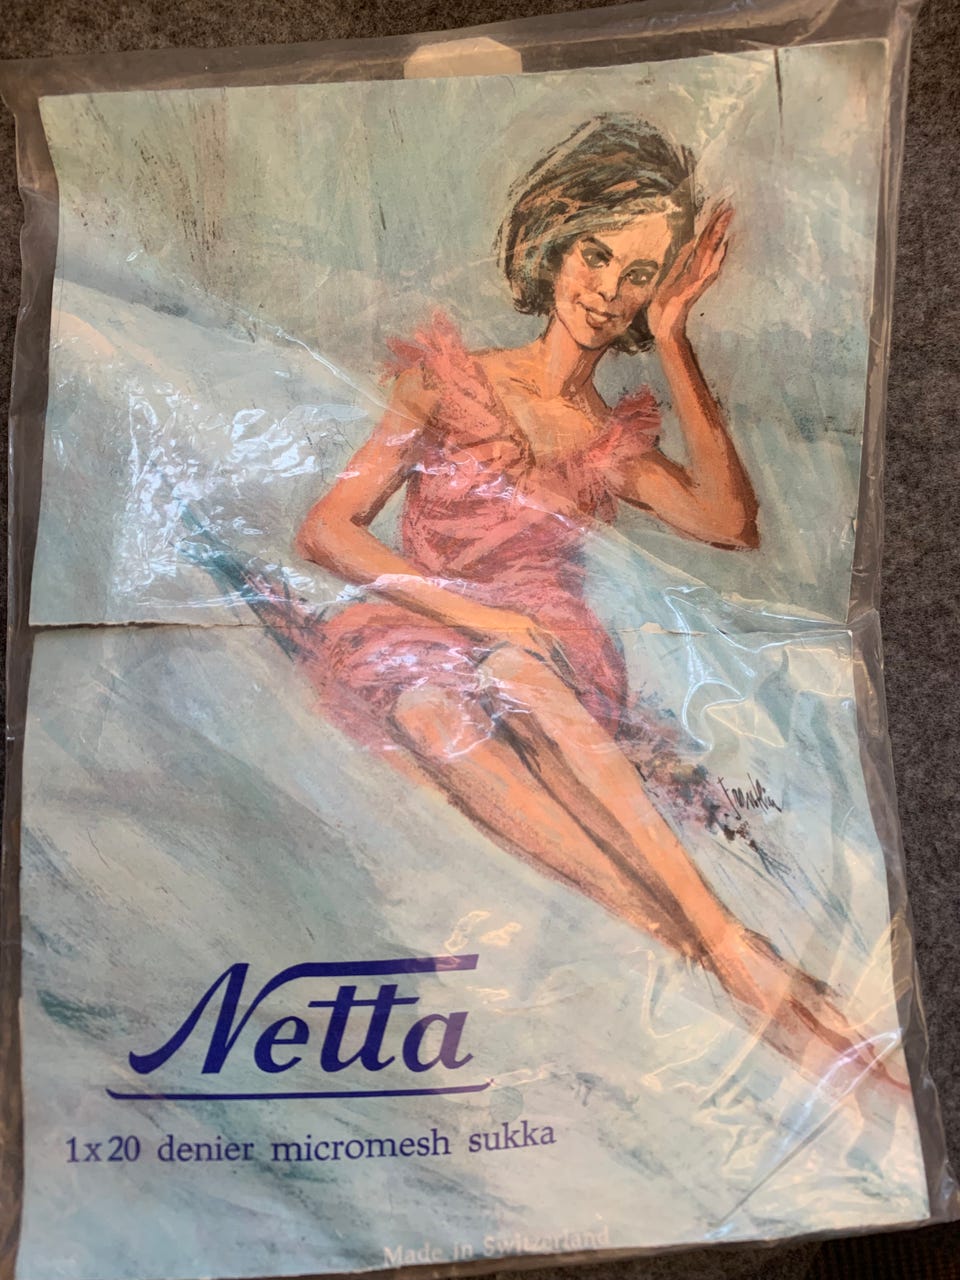 Netta
1x20 denier micromesh sukka
Made in Switzerland